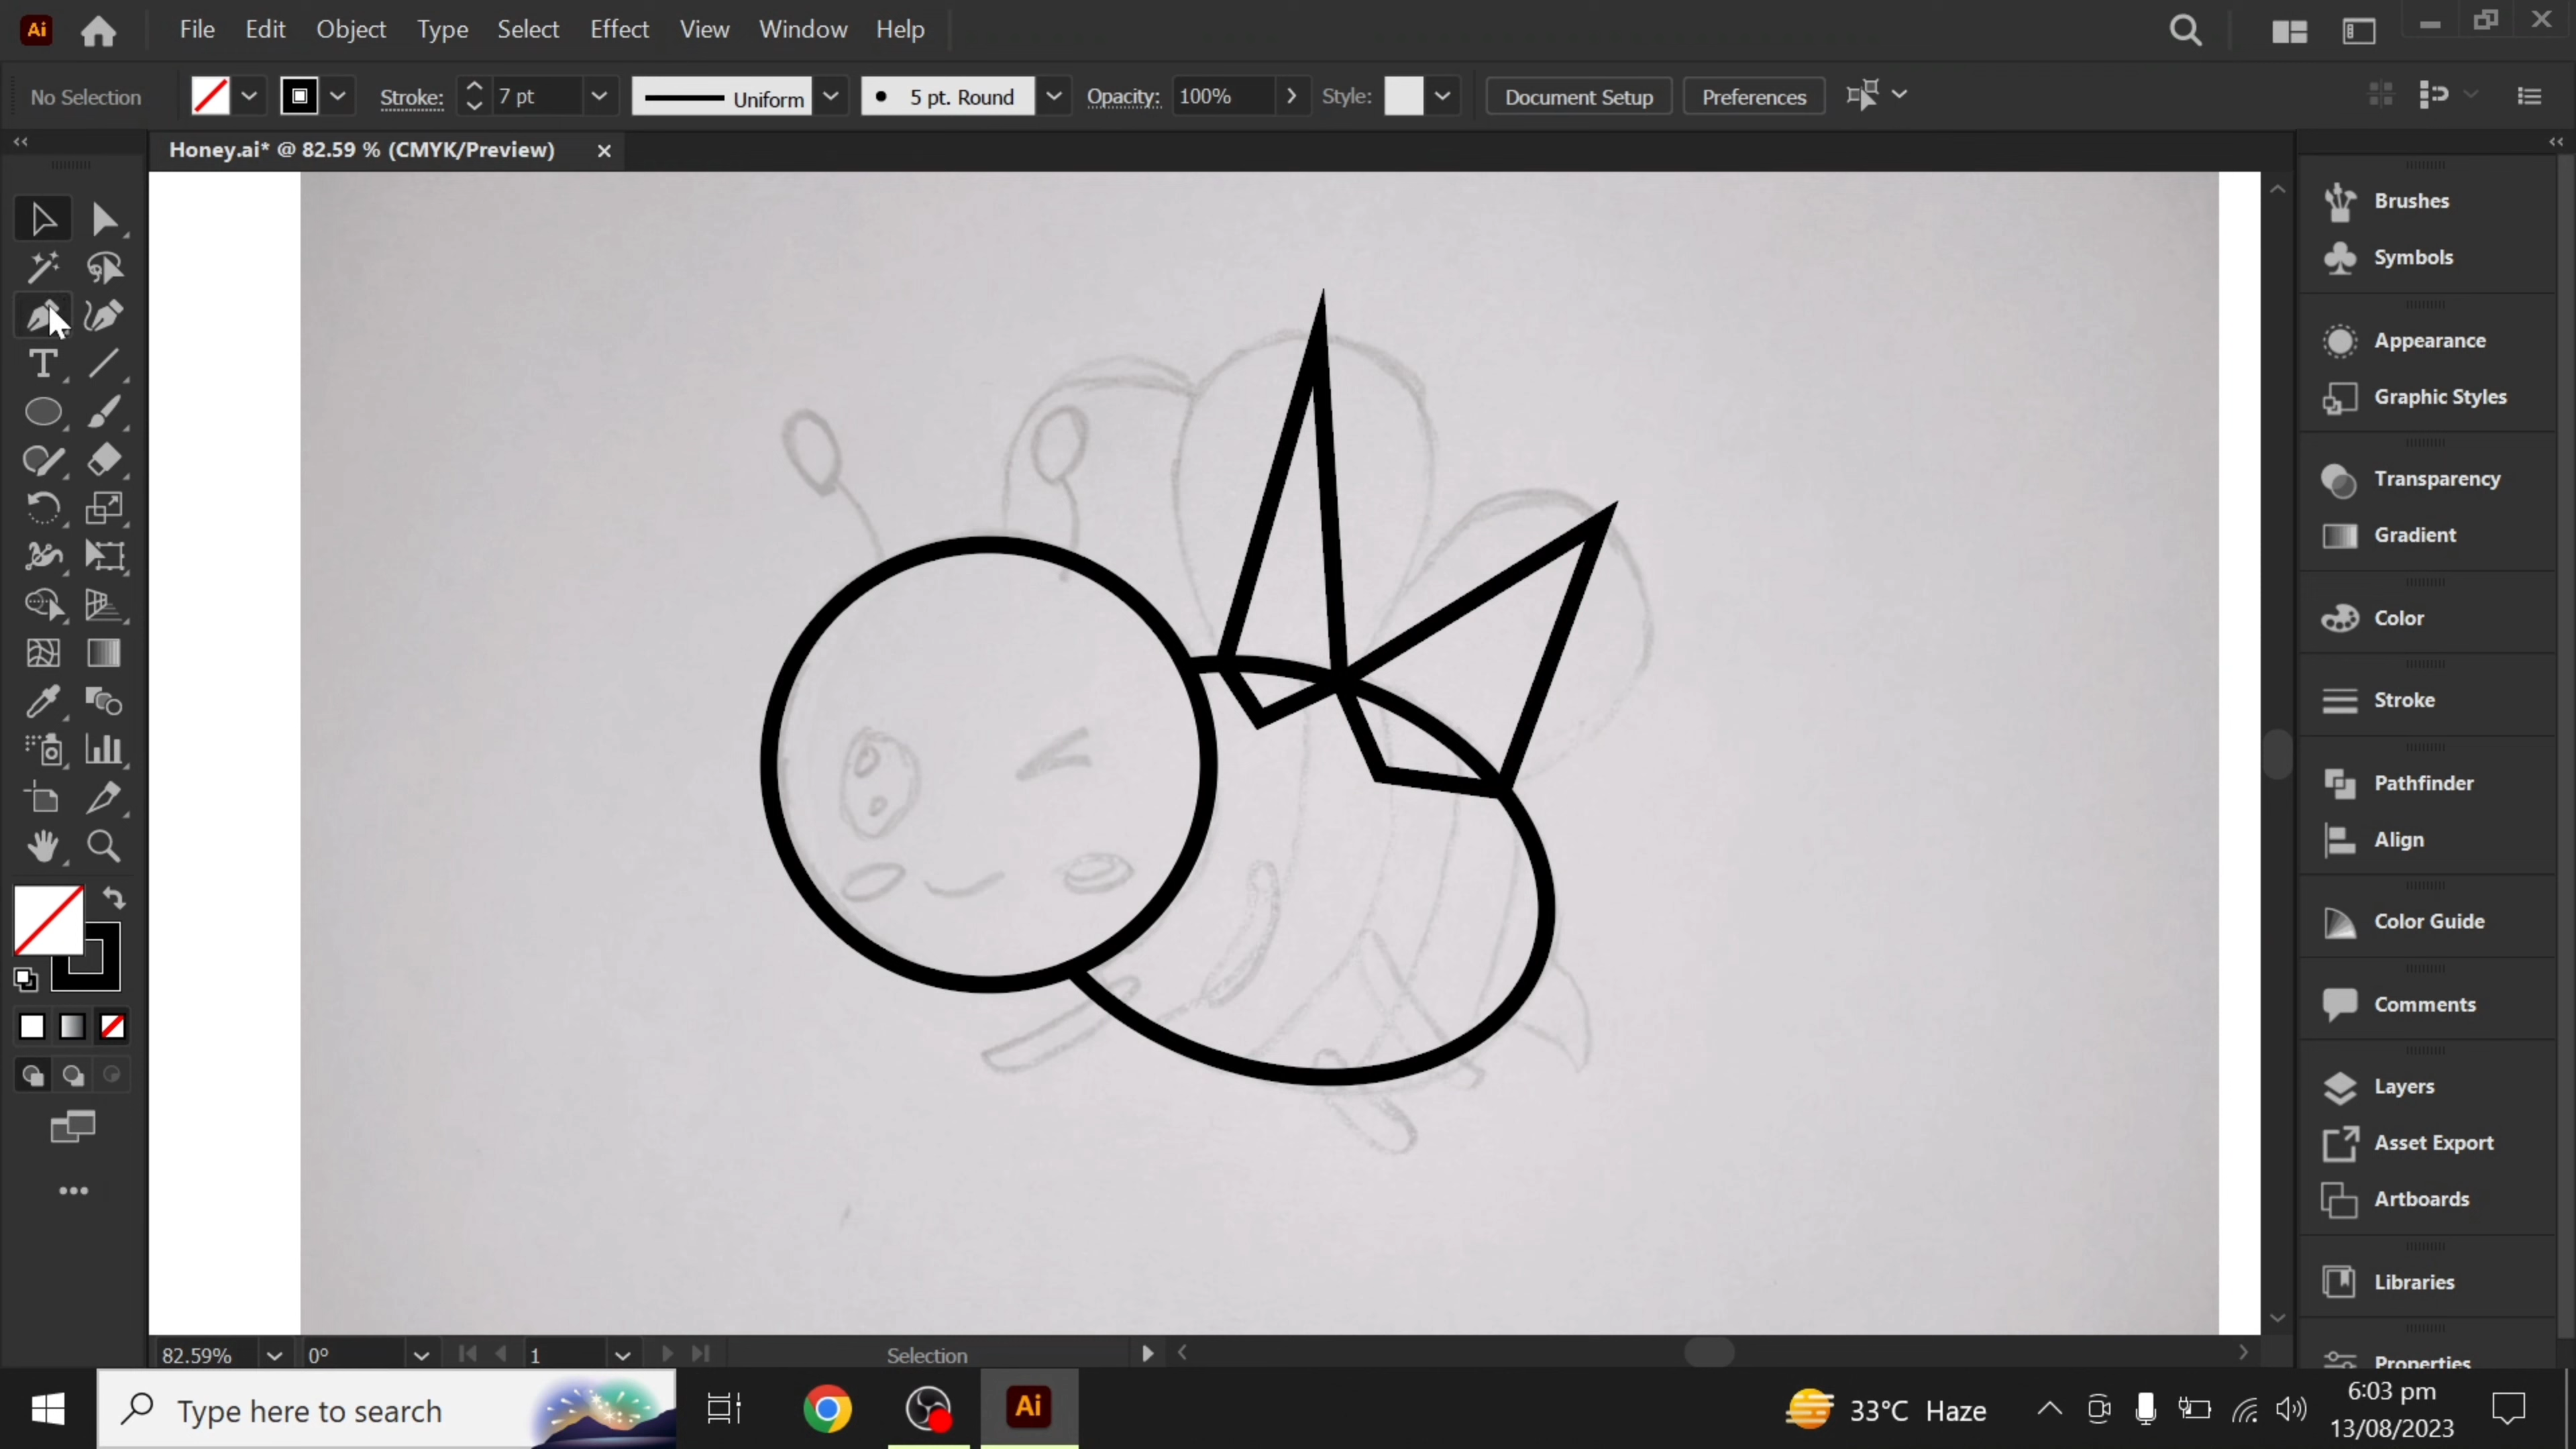 Ai File Edit Object Type Select Effect View Window Help
No Selection Stroke: 7 pt Uniform 5 pt. Round Opacity: 100% Style: Document Setup Preferences
Honey.ai* @ 82.59 % (CMYK/Preview)
Brushes
Symbols
Appearance
Graphic Styles
Transparency
Gradient
Color
Stroke
Pathfinder
Align
Color Guide
Comments
Layers
Asset Export
Artboards
Libraries
Properties
82.59% 0° 1 Selection
Type here to search Ai 33°C Haze 6:03 pm
13/08/2023